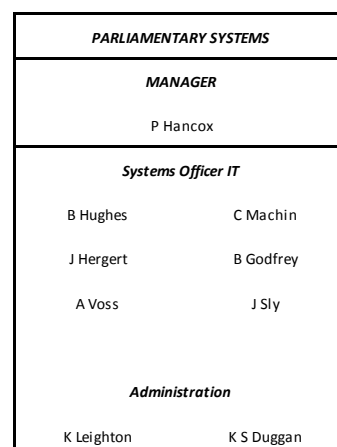 PARLIAMENTARY SYSTEMS
MANAGER
P Hancox
Systems Officer IT
B Hughes C Machin
J Hergert B Godfrey
A Voss J Sly
Administration
K Leighton K S Duggan